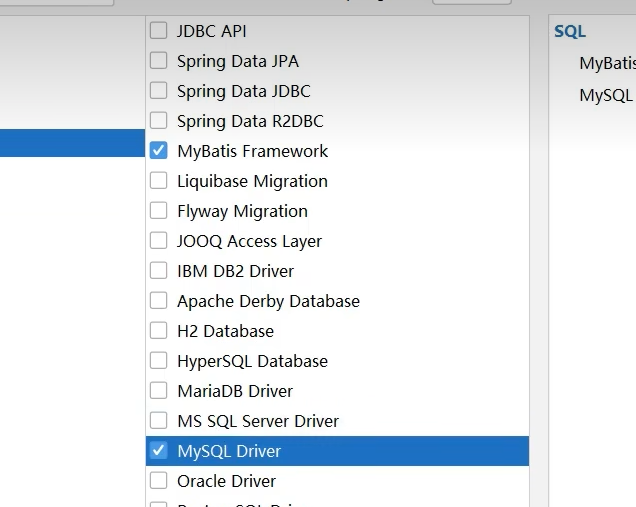 JDBC API
Spring Data JPA
Spring Data JDBC
Spring Data R2DBC
MyBatis Framework
Liquibase Migration
Flyway Migration
JOOQ Access Layer
IBM DB2 Driver
Apache Derby Database
H2 Database
HyperSQL Database
MariaDB Driver
MS SQL Server Driver
MySQL Driver
Oracle Driver
SQL
MyBatis
MySQL